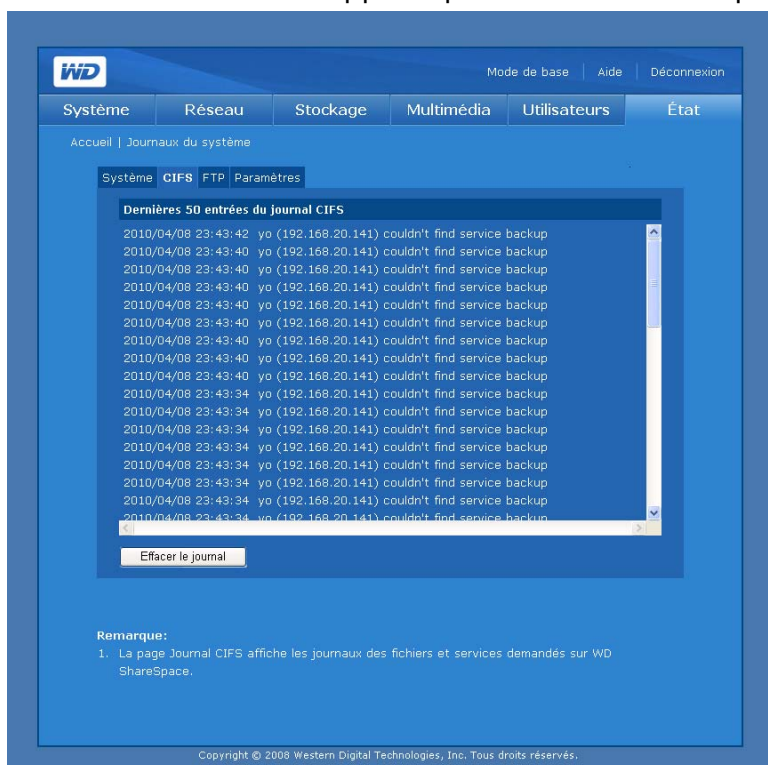 WD
Mode de base | Aide | Déconnexion
Système Réseau Stockage Multimédia Utilisateurs État
Accueil | Journaux du système
Système CIFS FTP Paramètres
Dernières 50 entrées du journal CIFS
2010/04/08 23:43:42 yo (192.168.20.141) couldn't find service backup
2010/04/08 23:43:40 yo (192.168.20.141) couldn't find service backup
2010/04/08 23:43:40 yo (192.168.20.141) couldn't find service backup
2010/04/08 23:43:40 yo (192.168.20.141) couldn't find service backup
2010/04/08 23:43:40 yo (192.168.20.141) couldn't find service backup
2010/04/08 23:43:40 yo (192.168.20.141) couldn't find service backup
2010/04/08 23:43:40 yo (192.168.20.141) couldn't find service backup
2010/04/08 23:43:40 yo (192.168.20.141) couldn't find service backup
2010/04/08 23:43:40 yo (192.168.20.141) couldn't find service backup
2010/04/08 23:43:34 yo (192.168.20.141) couldn't find service backup
2010/04/08 23:43:34 yo (192.168.20.141) couldn't find service backup
2010/04/08 23:43:34 yo (192.168.20.141) couldn't find service backup
2010/04/08 23:43:34 yo (192.168.20.141) couldn't find service backup
2010/04/08 23:43:34 yo (192.168.20.141) couldn't find service backup
2010/04/08 23:43:34 yo (192.168.20.141) couldn't find service backup
2010/04/08 23:43:34 yo (192.168.20.141) couldn't find service backup
2010/04/08 23:43:34 yo (192.168.20.141) couldn't find service backup
Effacer le journal
Remarque:
1. La page Journal CIFS affiche les journaux des fichiers et services demandés sur WD
ShareSpace.
Copyright © 2008 Western Digital Technologies, Inc. Tous droits réservés.